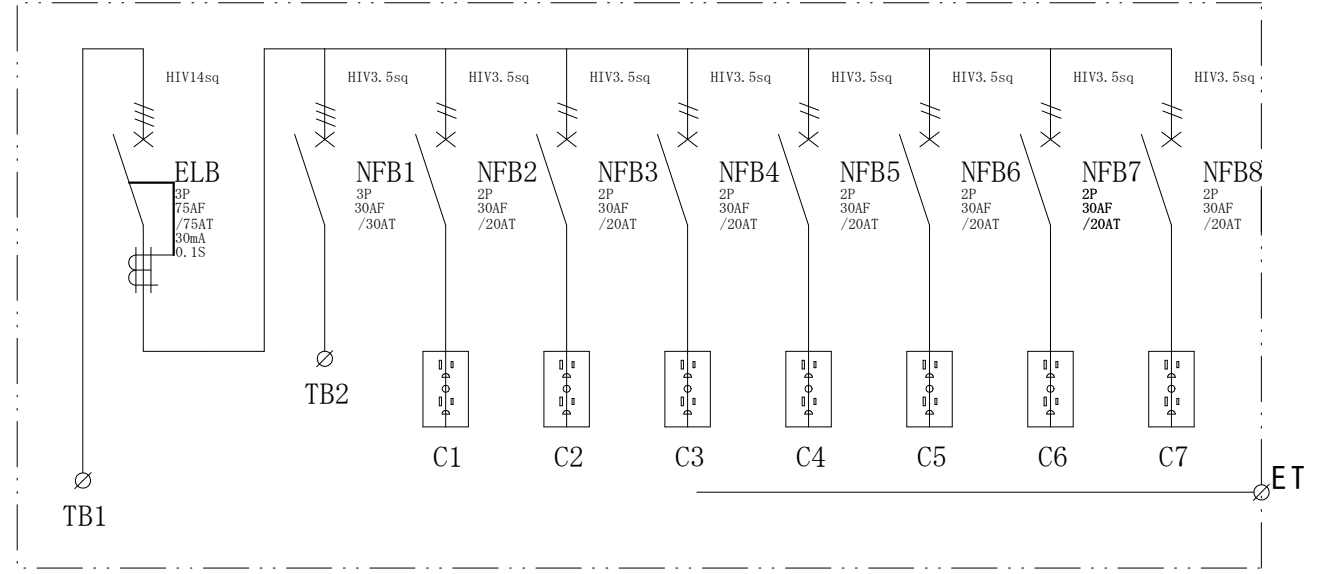 HIV14sq
HIV3.5sq
HIV3.5sq
HIV3.5sq
HIV3.5sq
HIV3.5sq
HIV3.5sq
HIV3.5sq
HIV3.5sq
ELB
3P
75AF
/75AT
30mA
0.1S
NFB1
3P
30AF
/30AT
NFB2
2P
30AF
/20AT
NFB3
2P
30AF
/20AT
NFB4
2P
30AF
/20AT
NFB5
2P
30AF
/20AT
NFB6
2P
30AF
/20AT
NFB7
2P
30AF
/20AT
NFB8
2P
30AF
/20AT
TB2
C1
C2
C3
C4
C5
C6
C7
TB1
ET